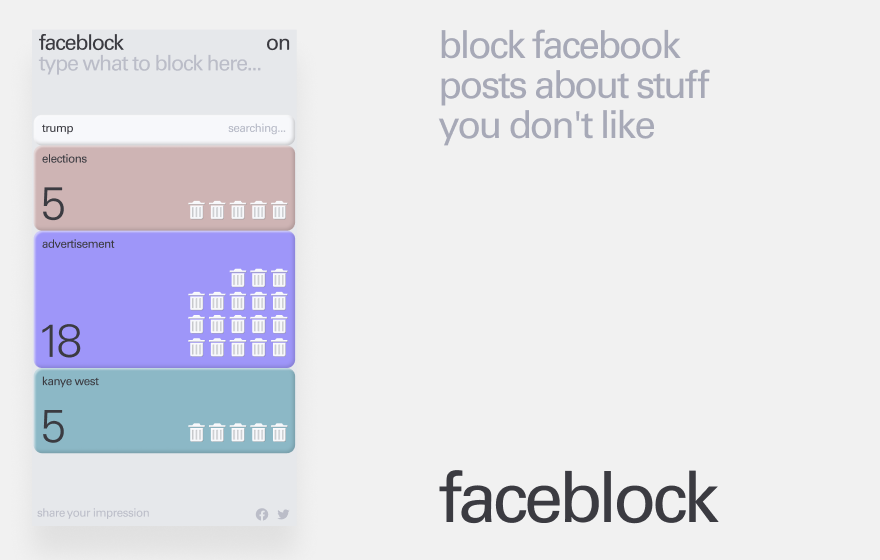 faceblock on
type what to block here...
trump searching...
elections
5
advertisement
18
kanye west
5
share your impression
block facebook
posts about stuff
you don't like
faceblock